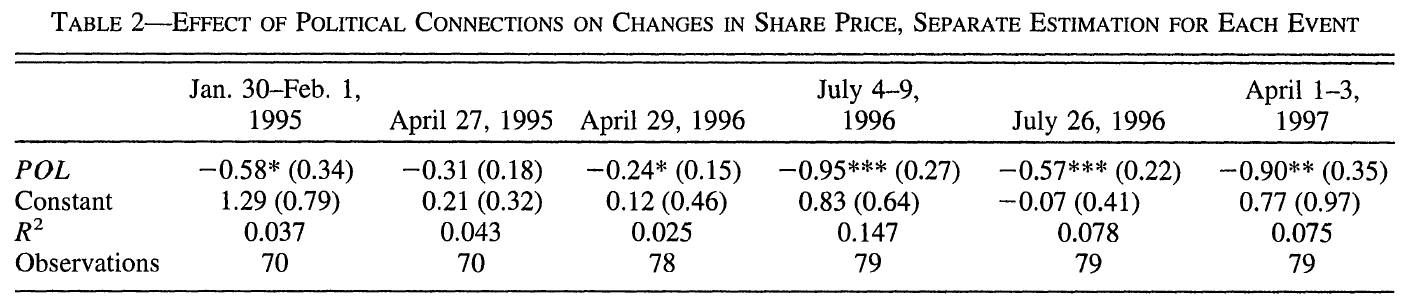 TABLE 2—EFFECT OF POLITICAL CONNECTIONS ON CHANGES IN SHARE PRICE, SEPARATE ESTIMATION FOR EACH EVENT
Jan. 30–Feb. 1, 1995 April 27, 1995 April 29, 1996 July 4–9, 1996 July 26, 1996 April 1–3, 1997
POL −0.58* (0.34) −0.31 (0.18) −0.24* (0.15) −0.95*** (0.27) −0.57*** (0.22) −0.90** (0.35)
Constant 1.29 (0.79) 0.21 (0.32) 0.12 (0.46) 0.83 (0.64) −0.07 (0.41) 0.77 (0.97)
R² 0.037 0.043 0.025 0.147 0.078 0.075
Observations 70 70 78 79 79 79